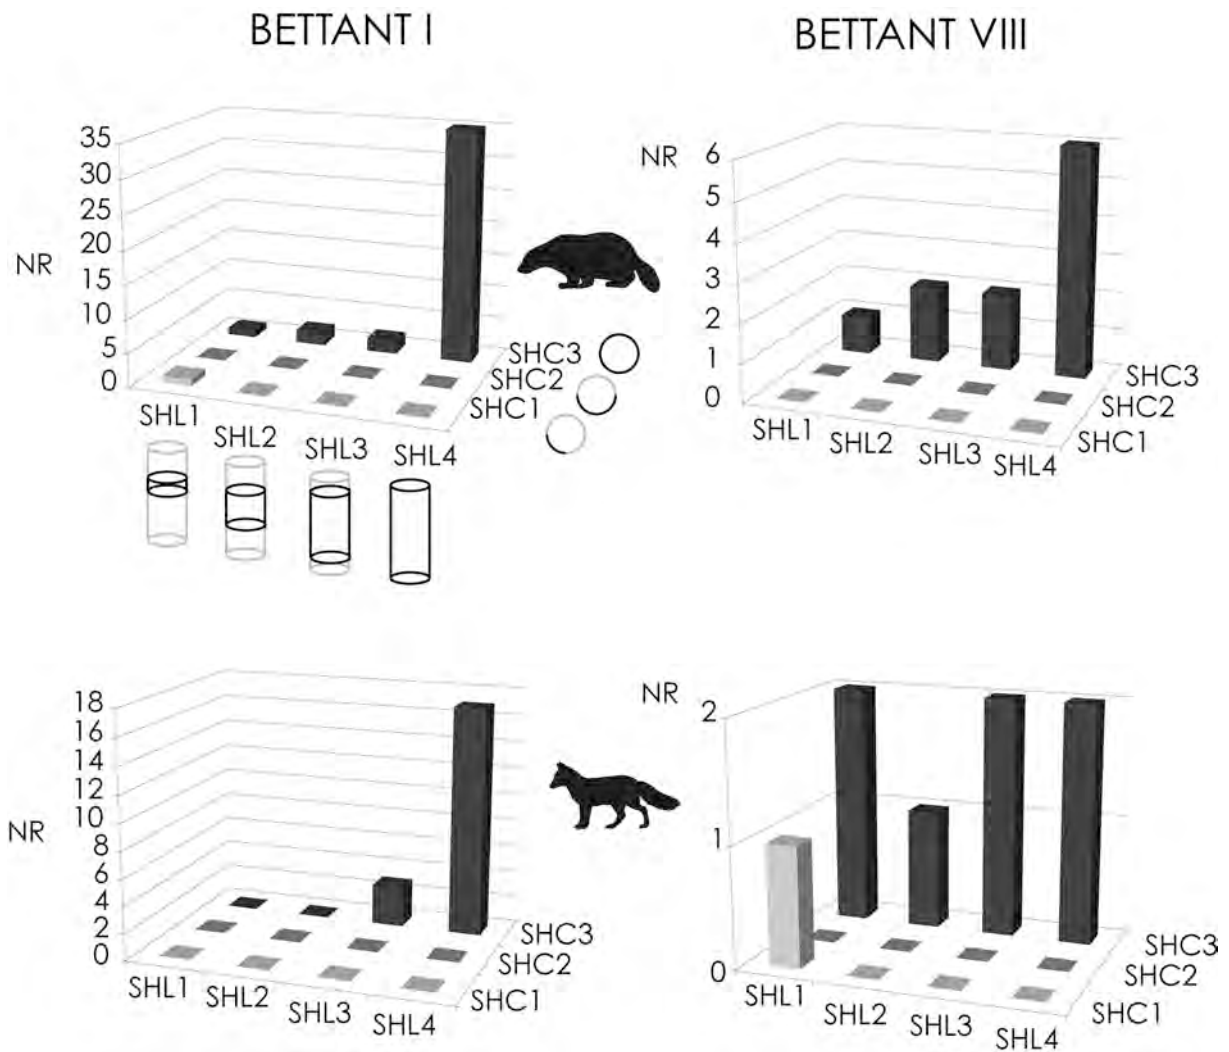 BETTANT I
BETTANT VIII
35
30
25
20
15
10
5
0
NR
SHL1
SHL2
SHL3
SHL4
SHC3
SHC2
SHC1
NR
6
5
4
3
2
1
0
SHL1
SHL2
SHL3
SHL4
SHC3
SHC2
SHC1
18
16
14
12
10
8
6
4
2
0
NR
SHL1
SHL2
SHL3
SHL4
SHC3
SHC2
SHC1
NR
2
1
0
SHL1
SHL2
SHL3
SHL4
SHC3
SHC2
SHC1